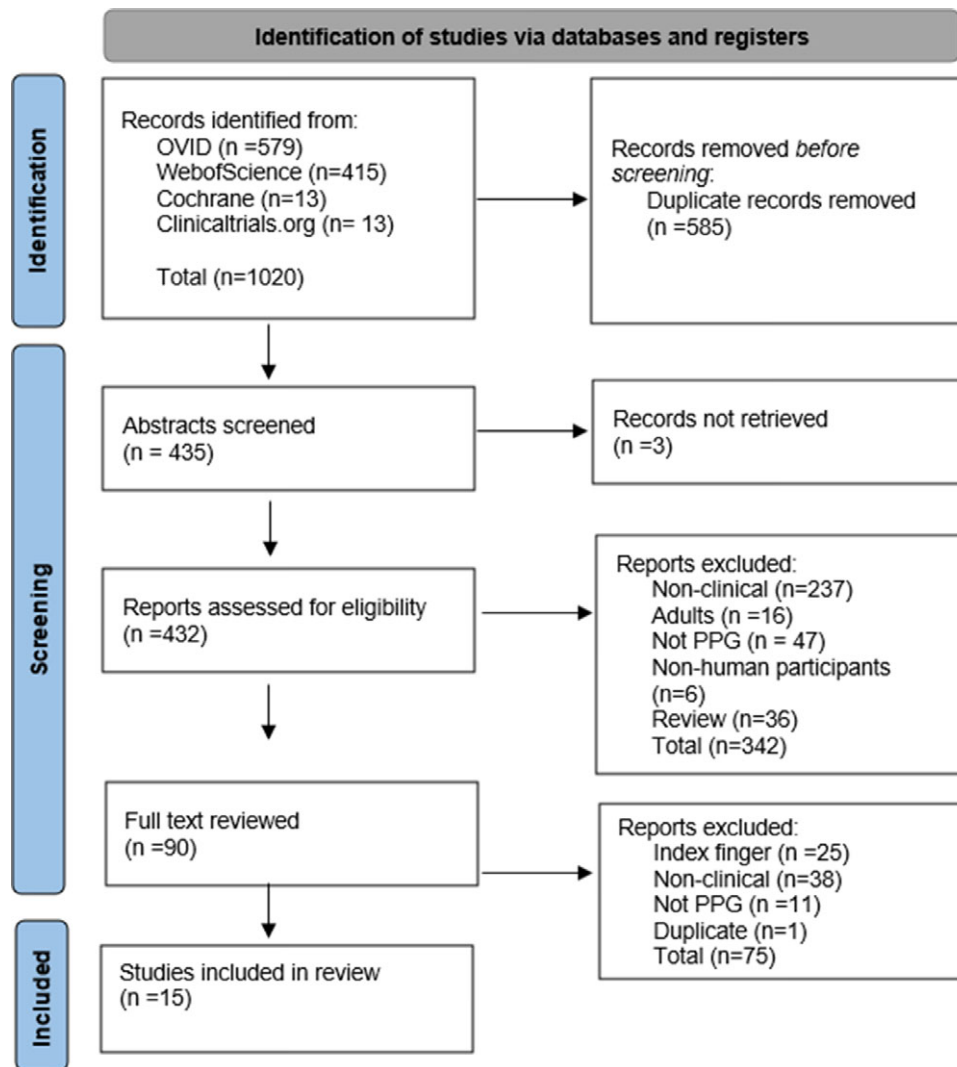 Identification of studies via databases and registers
Identification
Records identified from:
OVID (n =579)
WebofScience (n=415)
Cochrane (n=13)
Clinicaltrials.org (n= 13)
Total (n=1020)
Records removed before
screening:
Duplicate records removed
(n =585)
Screening
Abstracts screened
(n = 435)
Records not retrieved
(n =3)
Reports assessed for eligibility
(n =432)
Reports excluded:
Non-clinical (n=237)
Adults (n =16)
Not PPG (n = 47)
Non-human participants
(n=6)
Review (n=36)
Total (n=342)
Full text reviewed
(n =90)
Reports excluded:
Index finger (n =25)
Non-clinical (n=38)
Not PPG (n =11)
Duplicate (n=1)
Total (n=75)
Included
Studies included in review
(n =15)